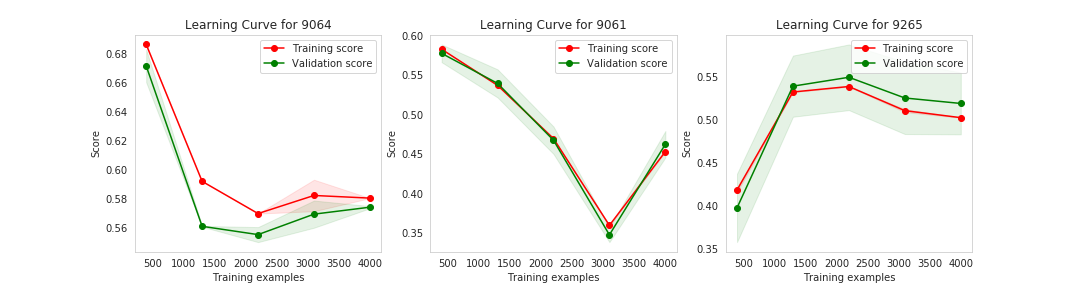 Learning Curve for 9064
Score
0.68
0.66
0.64
0.62
0.60
0.58
0.56
Training score
Validation score
500 1000 1500 2000 2500 3000 3500 4000
Training examples
Learning Curve for 9061
Score
0.60
0.55
0.50
0.45
0.40
0.35
Training score
Validation score
500 1000 1500 2000 2500 3000 3500 4000
Training examples
Learning Curve for 9265
Score
0.55
0.50
0.45
0.40
0.35
Training score
Validation score
500 1000 1500 2000 2500 3000 3500 4000
Training examples